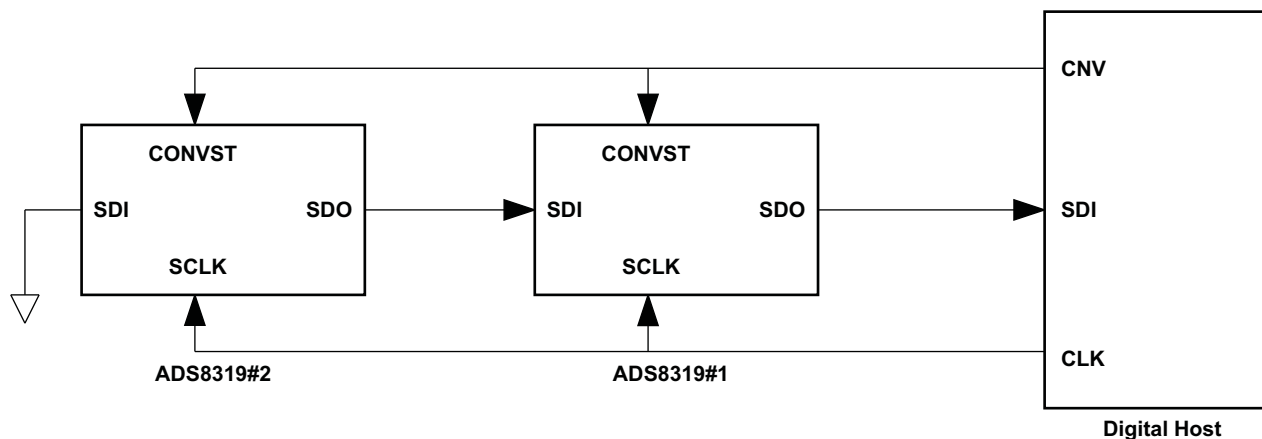 CNV
CONVST
CONVST
SDI SDO SDI SDO SDI
SCLK
SCLK
CLK
ADS8319#2
ADS8319#1
Digital Host